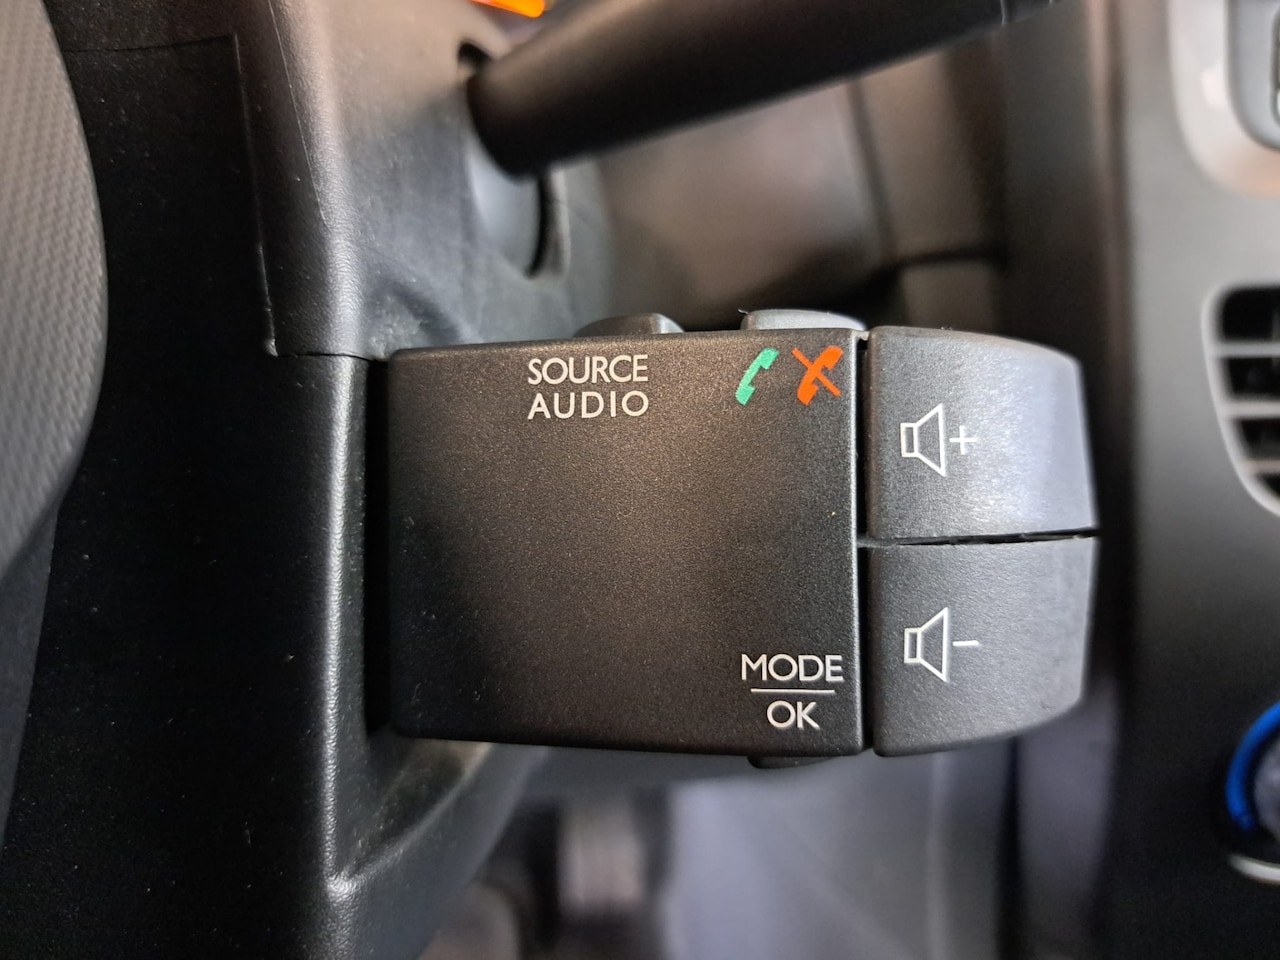 SOURCE
AUDIO
+
-
MODE
OK